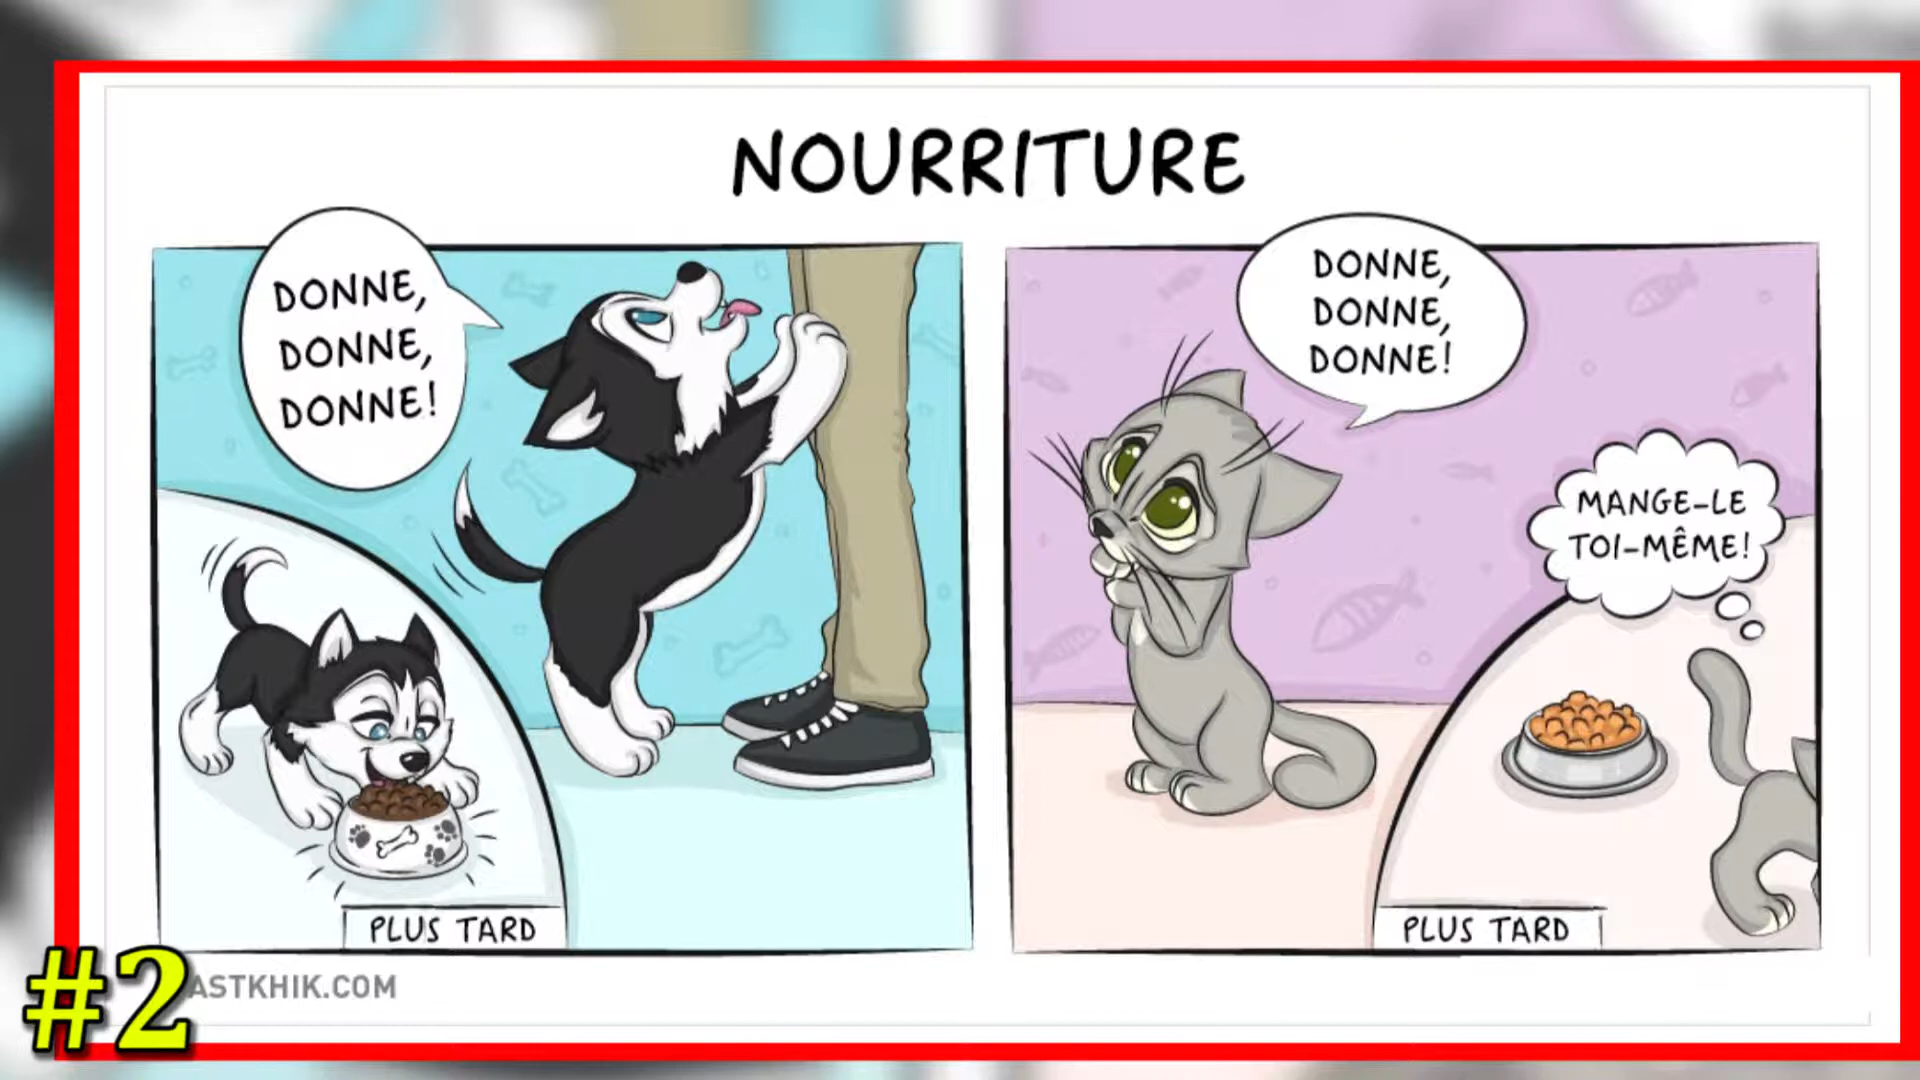 NOURRITURE
DONNE,
DONNE,
DONNE!
PLUS TARD
DONNE,
DONNE,
DONNE!
MANGE-LE
TOI-MÊME!
PLUS TARD
#2
ASTKHIK.COM